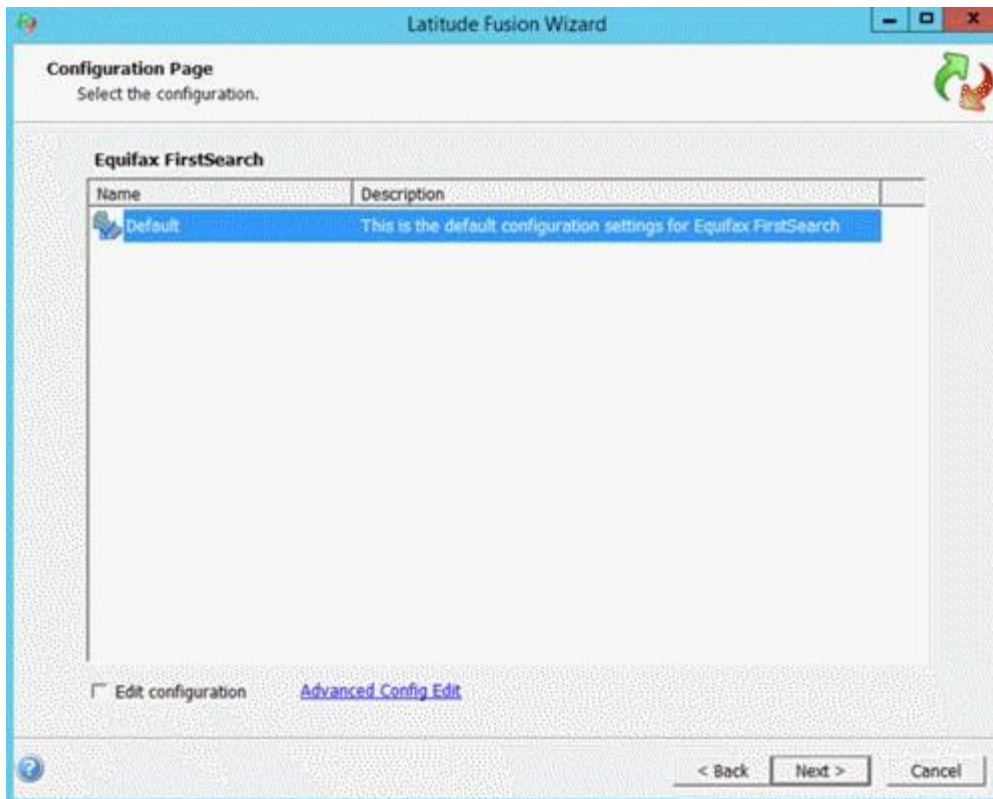 Latitude Fusion Wizard
Configuration Page
Select the configuration.
Equifax FirstSearch
Name Description
Default This is the default configuration settings for Equifax FirstSearch
Edit configuration Advanced Config Edit
< Back Next > Cancel